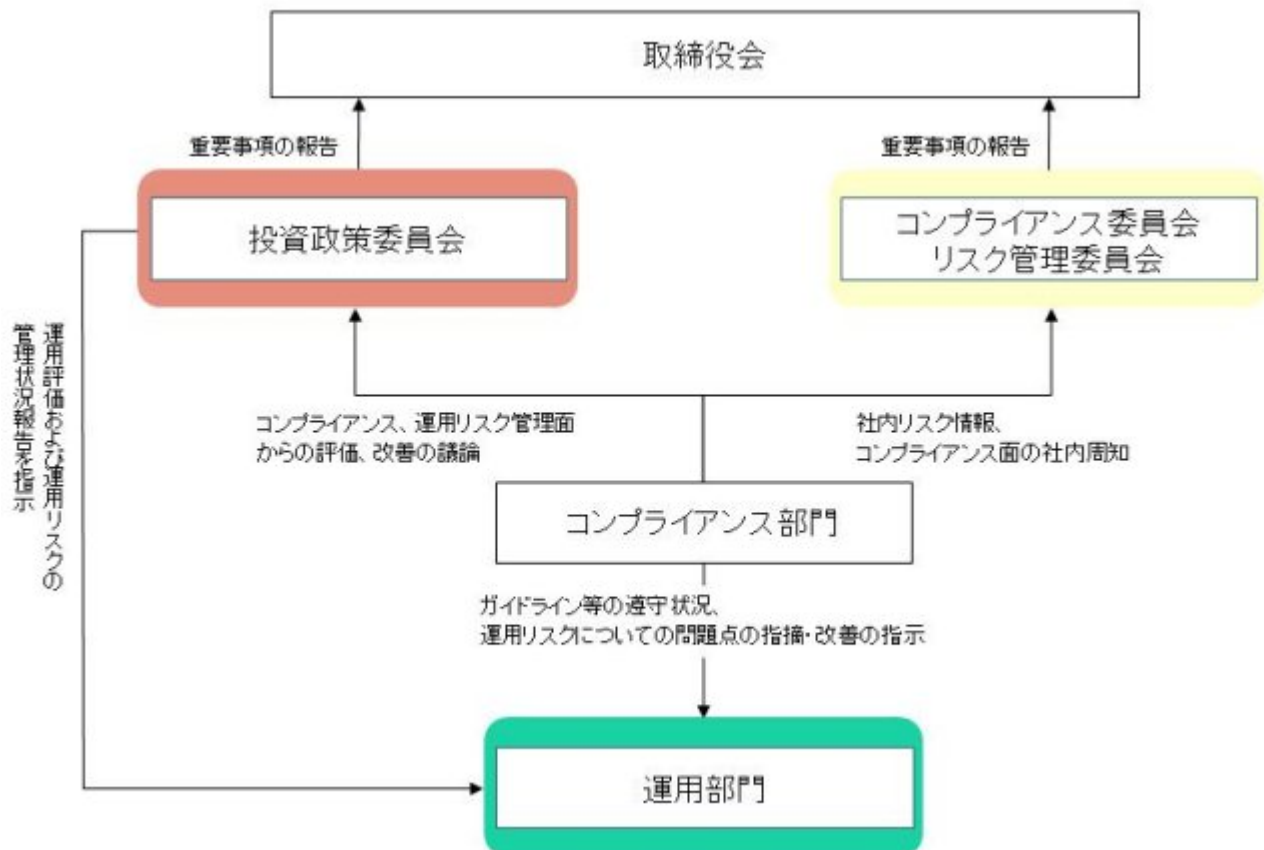 取締役会
重要事項の報告
重要事項の報告
投資政策委員会
コンプライアンス委員会
リスク管理委員会
運用評価および運用リスクの
管理状況報告を指示
コンプライアンス、運用リスク管理面
からの評価、改善の議論
社内リスク情報、
コンプライアンス面の社内周知
コンプライアンス部門
ガイドライン等の遵守状況、
運用リスクについての問題点の指摘・改善の指示
運用部門